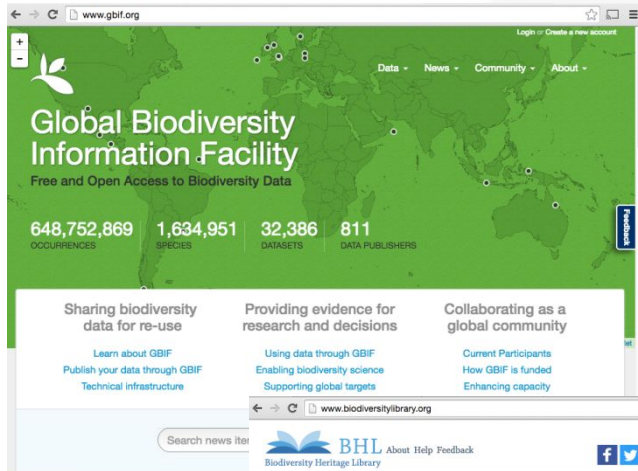 www.gbif.org
Login or Create a new account
+
-
Data News Community About
Global Biodiversity
Information Facility
Free and Open Access to Biodiversity Data
648,752,869 1,634,951 32,386 811
OCCURRENCES SPECIES DATASETS DATA PUBLISHERS
Feedback
Sharing biodiversity data for re-use
Learn about GBIF
Publish your data through GBIF
Technical infrastructure
Providing evidence for research and decisions
Using data through GBIF
Enabling biodiversity science
Supporting global targets
Collaborating as a global community
Current Participants
How GBIF is funded
Enhancing capacity
Search news
www.biodiversitylibrary.org
BHL About Help Feedback
Biodiversity Heritage Library
f